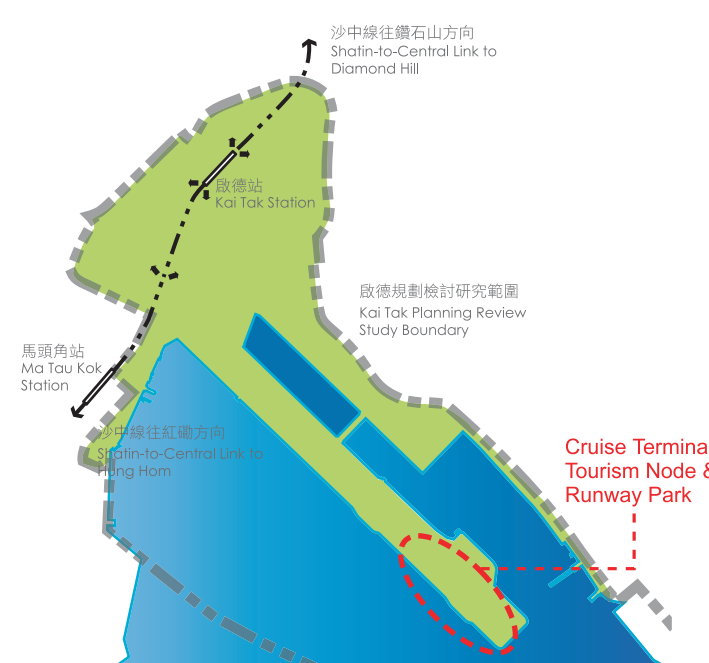 沙中線往鑽石山方向
Shatin-to-Central Link to
Diamond Hill
啟德站
Kai Tak Station
啟德規劃檢討研究範圍
Kai Tak Planning Review
Study Boundary
馬頭角站
Ma Tau Kok
Station
沙中線往紅磡方向
Shatin-to-Central Link to
Hung Hom
Cruise Termina
Tourism Node &
Runway Park